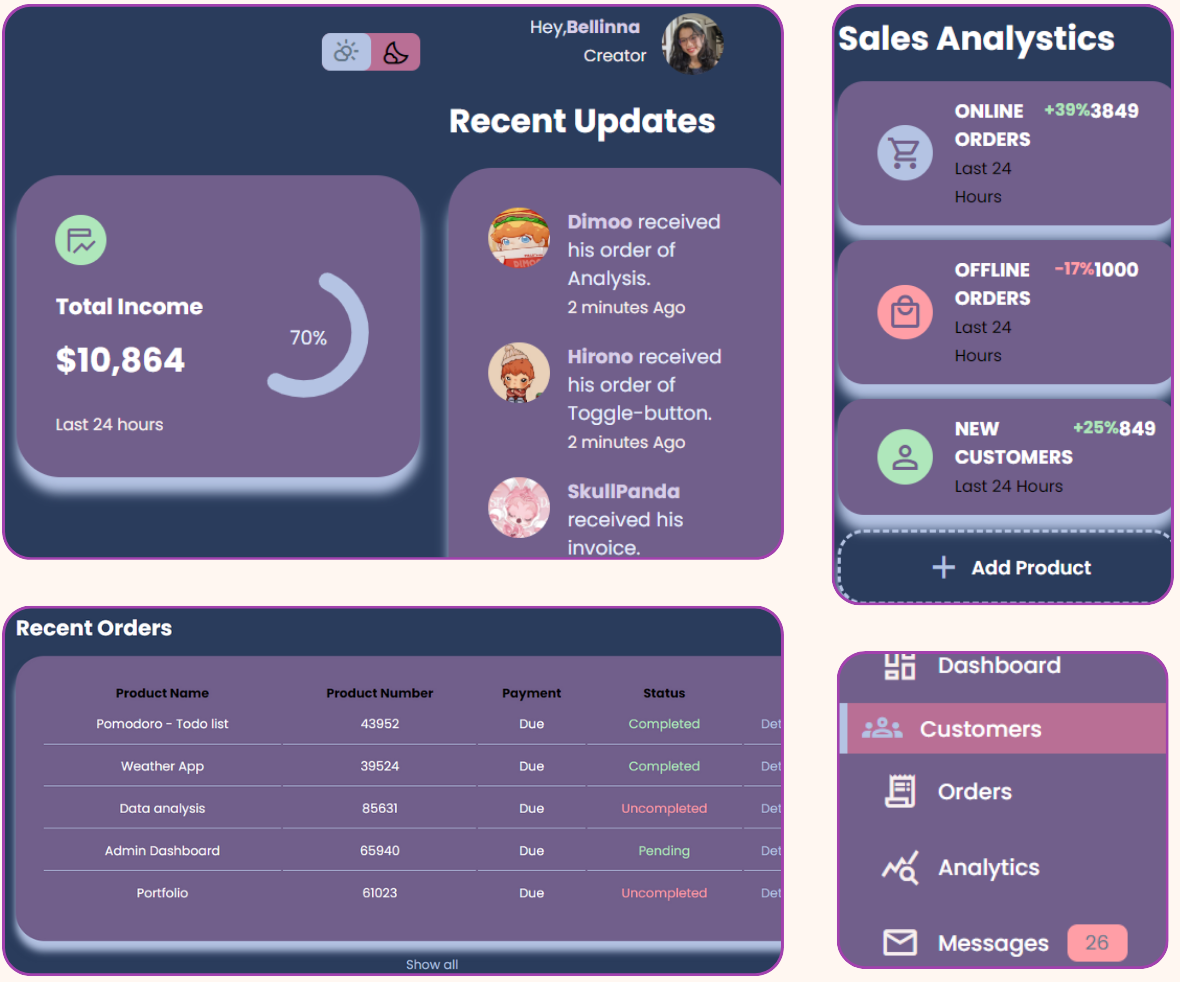 Hey,Bellinna
Creator
Recent Updates
Total Income
$10,864
Last 24 hours
70%
Dimoo received
his order of
Analysis.
2 minutes Ago
Hirono received
his order of
Toggle-button.
2 minutes Ago
SkullPanda
received his
invoice.
Sales Analystics
ONLINE +39%3849
ORDERS
Last 24
Hours
OFFLINE -17%1000
ORDERS
Last 24
Hours
NEW +25%849
CUSTOMERS
Last 24 Hours
Add Product
Recent Orders
Product Name Product Number Payment Status
Pomodoro - Todo list 43952 Due Completed Det
Weather App 39524 Due Completed Det
Data analysis 85631 Due Uncompleted Det
Admin Dashboard 65940 Due Pending Det
Portfolio 61023 Due Uncompleted Det
Show all
Dashboard
Customers
Orders
Analytics
Messages 26